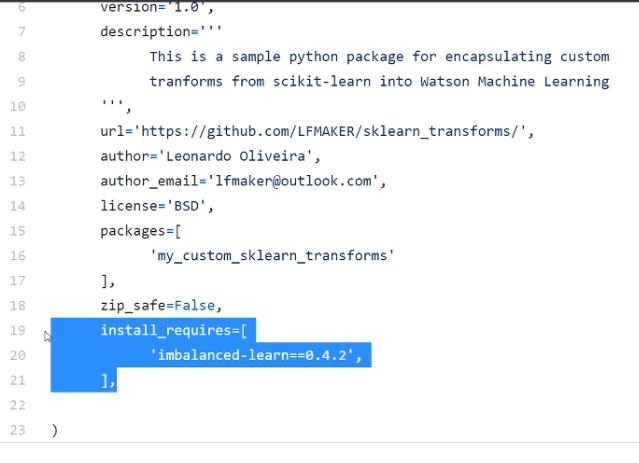 6 version='1.0',
7 description='''
8 This is a sample python package for encapsulating custom
9 tranforms from scikit-learn into Watson Machine Learning
10 ''',
11 url='https://github.com/LFMAKER/sklearn_transforms/',
12 author='Leonardo Oliveira',
13 author_email='lfmaker@outlook.com',
14 license='BSD',
15 packages=[
16 'my_custom_sklearn_transforms'
17 ],
18 zip_safe=False,
19 install_requires=[
20 'imbalanced-learn==0.4.2',
21 ],
22
23 )